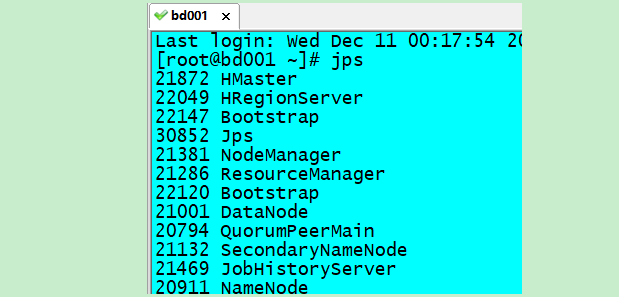 bd001 ×
Last login: Wed Dec 11 00:17:54 20
[root@bd001 ~]# jps
21872 HMaster
22049 HRegionServer
22147 Bootstrap
30852 Jps
21381 NodeManager
21286 ResourceManager
22120 Bootstrap
21001 DataNode
20794 QuorumPeerMain
21132 SecondaryNameNode
21469 JobHistoryServer
20911 NameNode